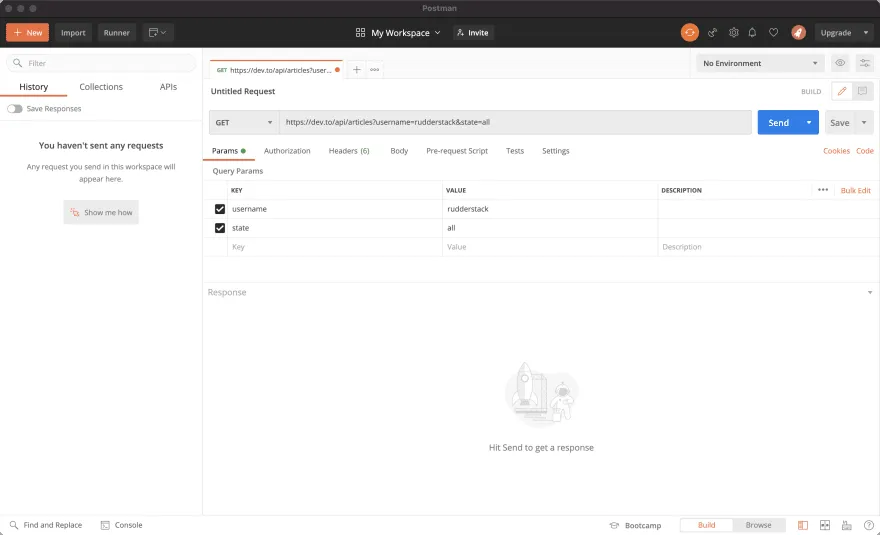 Postman
New Import Runner My Workspace Invite Upgrade
Filter
GET https://dev.to/api/articles?user...
No Environment
History Collections APIs
Untitled Request
BUILD
Save Responses
GET https://dev.to/api/articles?username=rudderstack&state=all Send Save
You haven't sent any requests
Any request you send in this workspace will
appear here.
Show me how
Params Authorization Headers (6) Body Pre-request Script Tests Settings Cookies Code
Query Params
KEY VALUE DESCRIPTION Bulk Edit
username rudderstack
state all
Key Value Description
Response
Hit Send to get a response
Find and Replace Console Bootcamp Build Browse